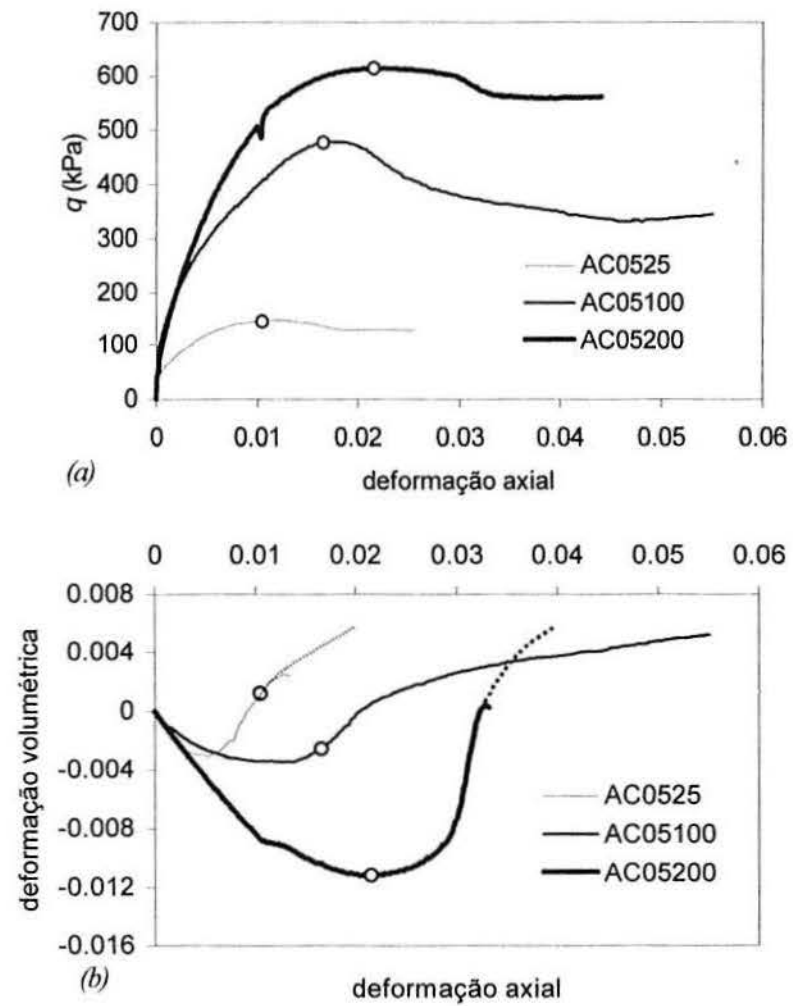 700
600
500
400
300
200
100
0
q (kPa)
AC0525
AC05100
AC05200
0 0.01 0.02 0.03 0.04 0.05 0.06
(a)
deformação axial
0 0.01 0.02 0.03 0.04 0.05 0.06
0.008
0.004
0
-0.004
-0.008
-0.012
-0.016
deformação volumétrica
AC0525
AC05100
AC05200
(b)
deformação axial